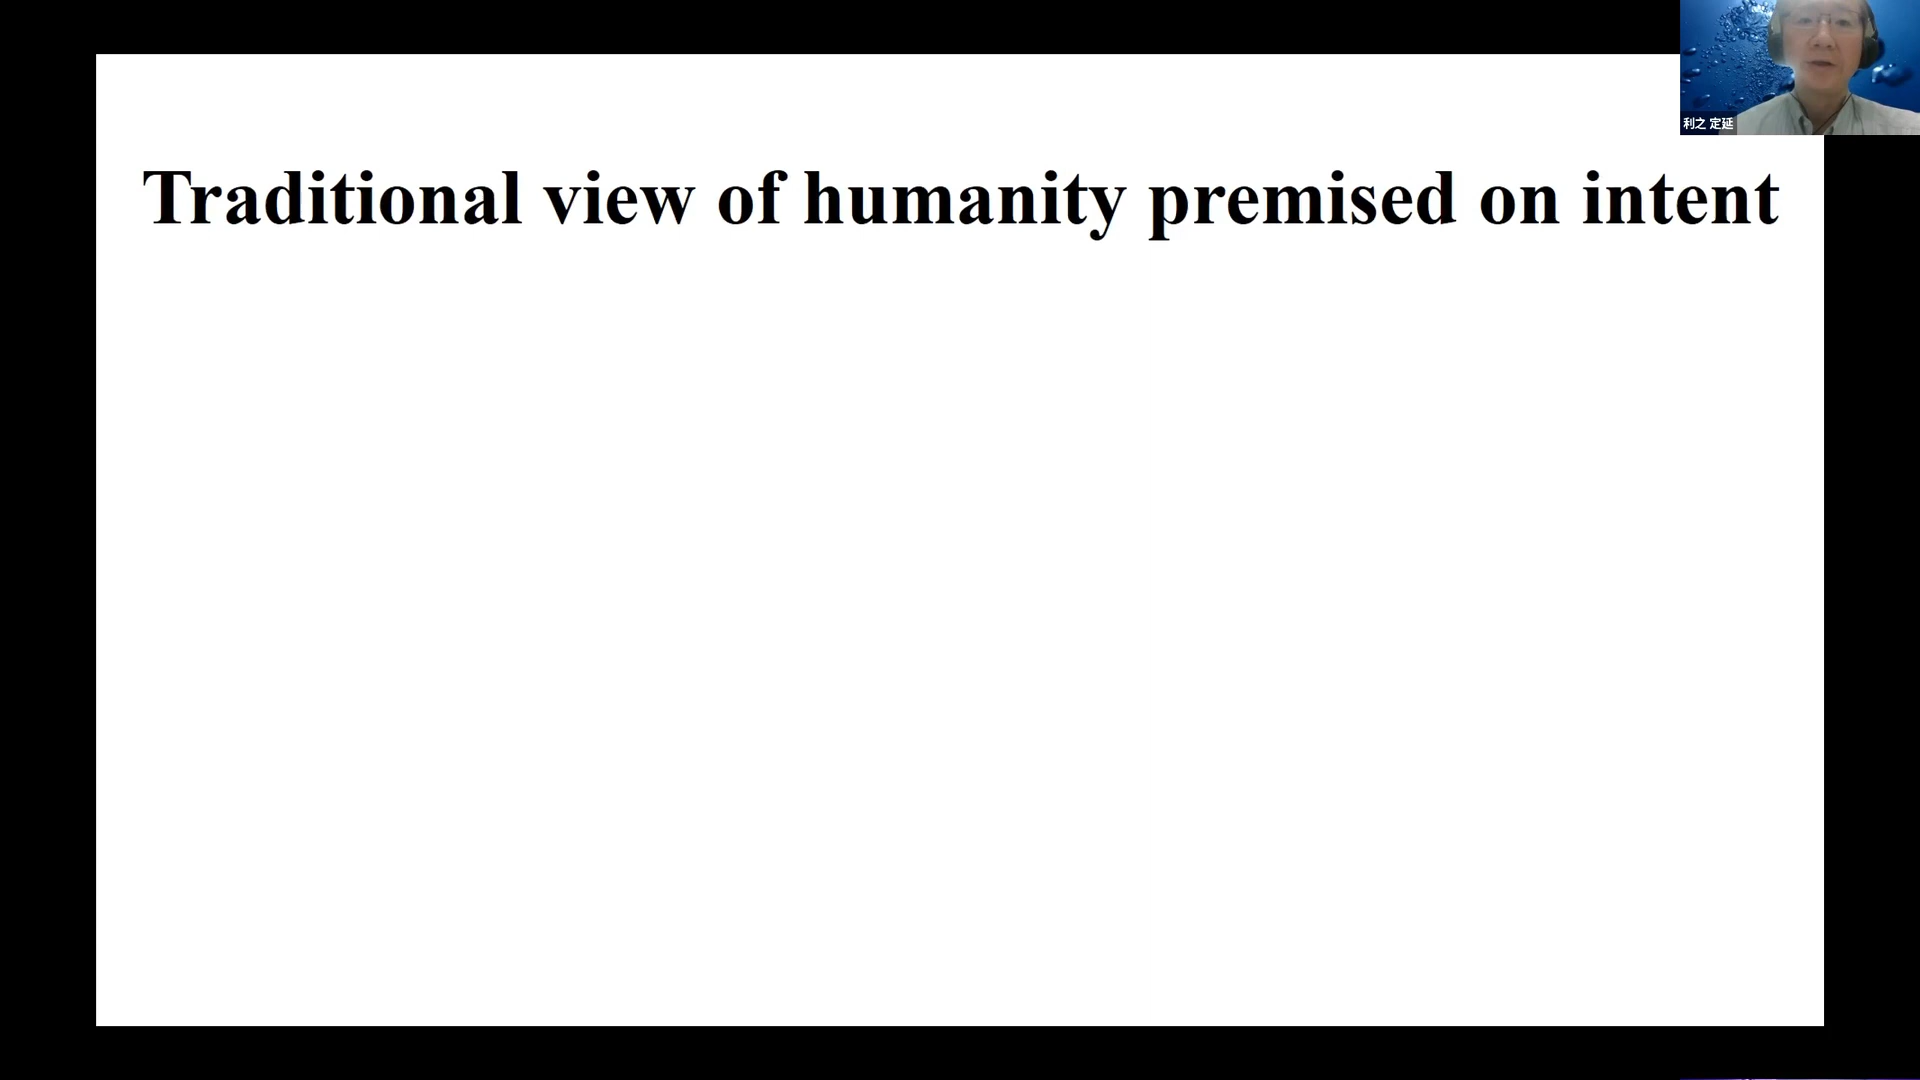 利之 定延
Traditional view of humanity premised on intent